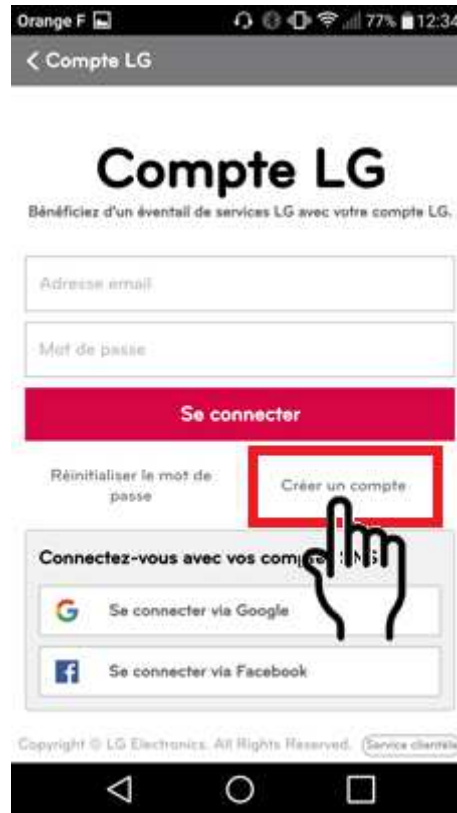 Orange F 77% 12:34
Compte LG
Compte LG
Bénéficiez d'un éventail de services LG avec votre compte LG.
Adresse email
Mot de passe
Se connecter
Réinitialiser le mot de
passe
Créer un compte
Connectez-vous avec vos
Se connecter via Google
Se connecter via Facebook
Copyright © LG Electronics. All Rights Reserved. Service clientèle